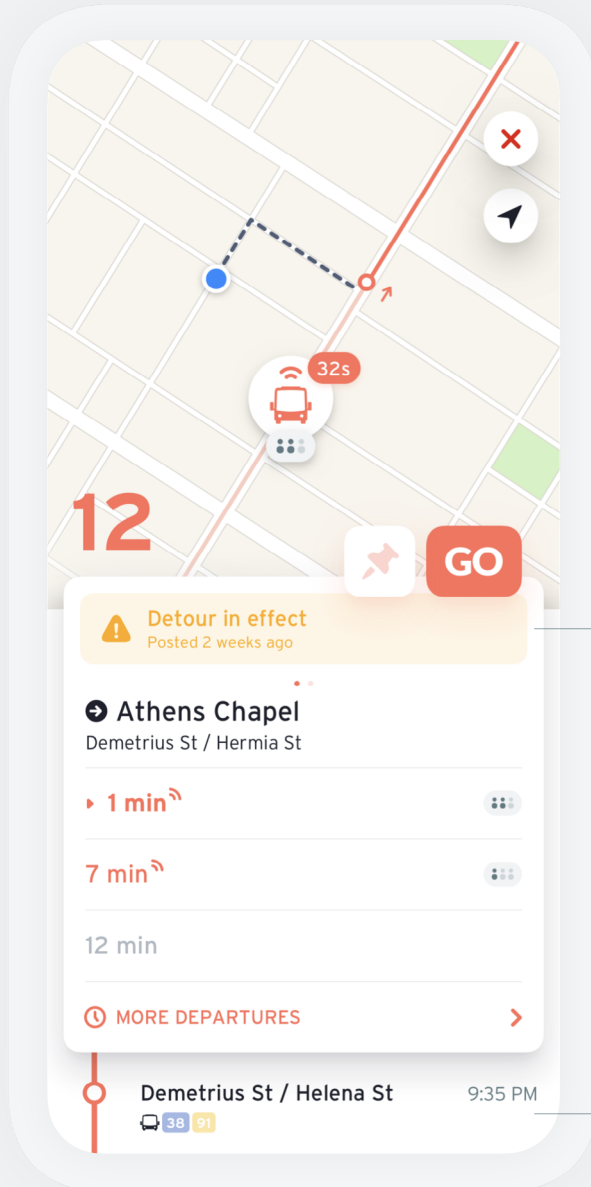 32s
12
GO
Detour in effect
Posted 2 weeks ago
Athens Chapel
Demetrius St / Hermia St
1 min
7 min
12 min
MORE DEPARTURES
Demetrius St / Helena St 9:35 PM
38 91